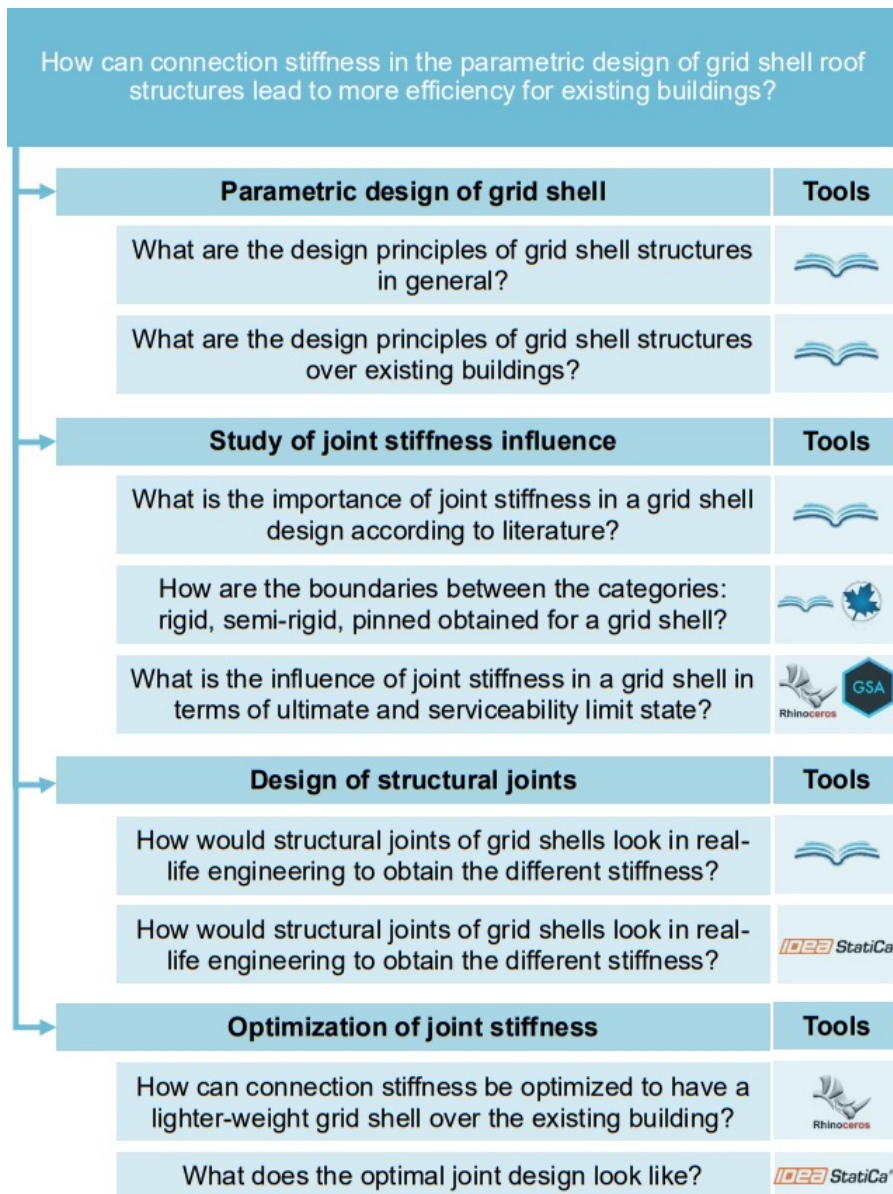 How can connection stiffness in the parametric design of grid shell roof
structures lead to more efficiency for existing buildings?
Parametric design of grid shell
Tools
What are the design principles of grid shell structures
in general?
What are the design principles of grid shell structures
over existing buildings?
Study of joint stiffness influence
Tools
What is the importance of joint stiffness in a grid shell
design according to literature?
How are the boundaries between the categories:
rigid, semi-rigid, pinned obtained for a grid shell?
What is the influence of joint stiffness in a grid shell in
terms of ultimate and serviceability limit state?
Rhinoceros
GSA
Design of structural joints
Tools
How would structural joints of grid shells look in real-
life engineering to obtain the different stiffness?
How would structural joints of grid shells look in real-
life engineering to obtain the different stiffness?
IDEA StatiCa
Optimization of joint stiffness
Tools
How can connection stiffness be optimized to have a
lighter-weight grid shell over the existing building?
Rhinoceros
What does the optimal joint design look like?
IDEA StatiCa®